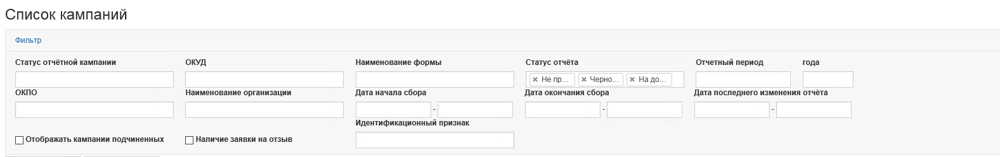 Список кампаний
Фильтр
Статус отчётной кампании ОКУД Наименование формы Статус отчёта Отчетный период года
✖ Не пр... ✖ Черно... ✖ На до...
ОКПО Наименование организации Дата начала сбора Дата окончания сбора Дата последнего изменения отчёта
- - -
Идентификационный признак
Отображать кампании подчиненных Наличие заявки на отзыв